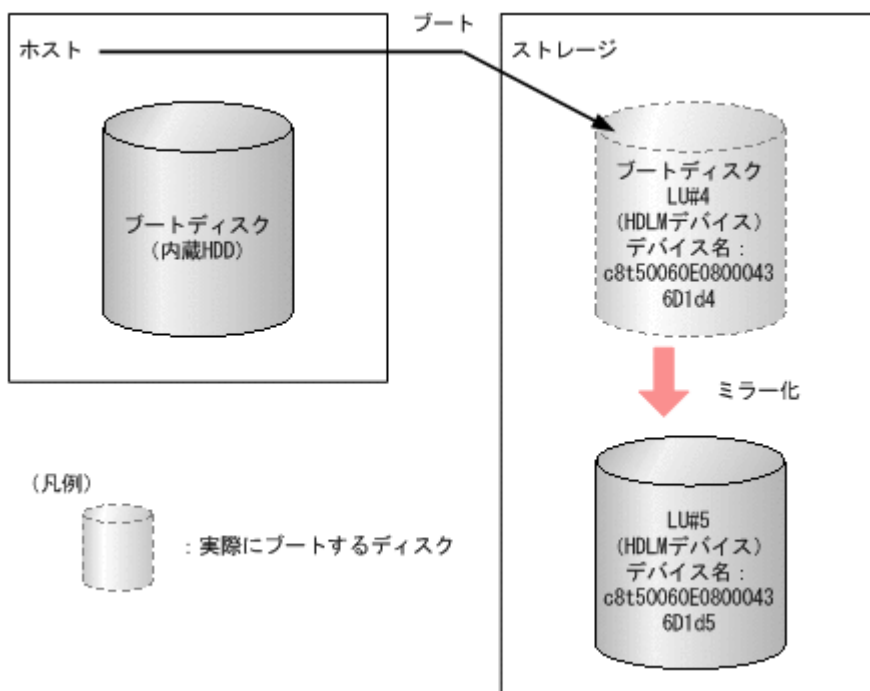 ブート
ホスト
ストレージ
ブートディスク
(内蔵HDD)
ブートディスク
LU#4
(HDLMデバイス)
デバイス名：
c8t50060E0800043
6D1d4
ミラー化
LU#5
(HDLMデバイス)
デバイス名：
c8t50060E0800043
6D1d5
(凡例)
：実際にブートするディスク